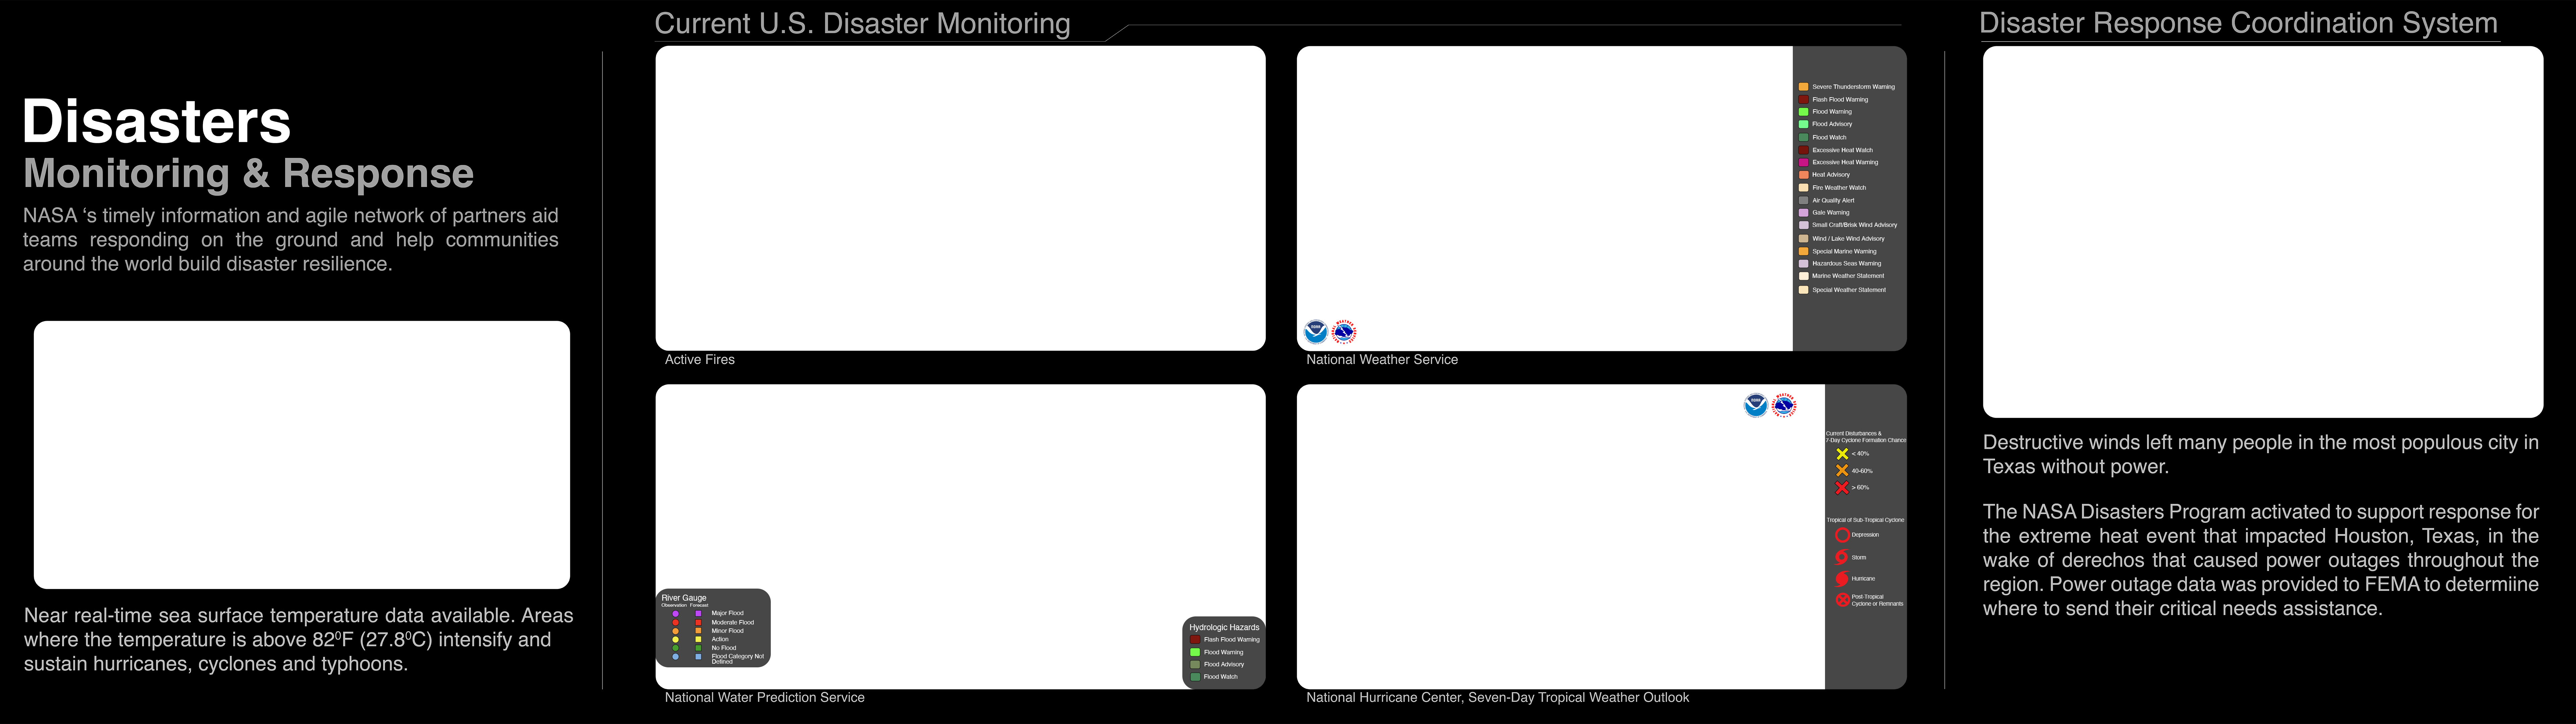 Disasters
Monitoring & Response
NASA ‘s timely information and agile network of partners aid
teams responding on the ground and help communities
around the world build disaster resilience.
Near real-time sea surface temperature data available. Areas
where the temperature is above 82⁰F (27.8⁰C) intensify and
sustain hurricanes, cyclones and typhoons.
Current U.S. Disaster Monitoring
Active Fires
Severe Thunderstorm Warning
Flash Flood Warning
Flood Warning
Flood Advisory
Flood Watch
Excessive Heat Watch
Excessive Heat Warning
Heat Advisory
Fire Weather Watch
Air Quality Alert
Gale Warning
Small Craft/Brisk Wind Advisory
Wind / Lake Wind Advisory
Special Marine Warning
Hazardous Seas Warning
Marine Weather Statement
Special Weather Statement
National Weather Service
River Gauge
Observation Forecast
Major Flood
Moderate Flood
Minor Flood
Action
No Flood
Flood Category Not
Defined
Hydrologic Hazards
Flash Flood Warning
Flood Warning
Flood Advisory
Flood Watch
National Water Prediction Service
Current Disturbances &
7-Day Cyclone Formation Chance
< 40%
40-60%
> 60%
Tropical of Sub-Tropical Cyclone
Depression
Storm
Hurricane
Post-Tropical
Cyclone or Remnants
National Hurricane Center, Seven-Day Tropical Weather Outlook
Disaster Response Coordination System
Destructive winds left many people in the most populous city in
Texas without power.
The NASA Disasters Program activated to support response for
the extreme heat event that impacted Houston, Texas, in the
wake of derechos that caused power outages throughout the
region. Power outage data was provided to FEMA to determiine
where to send their critical needs assistance.